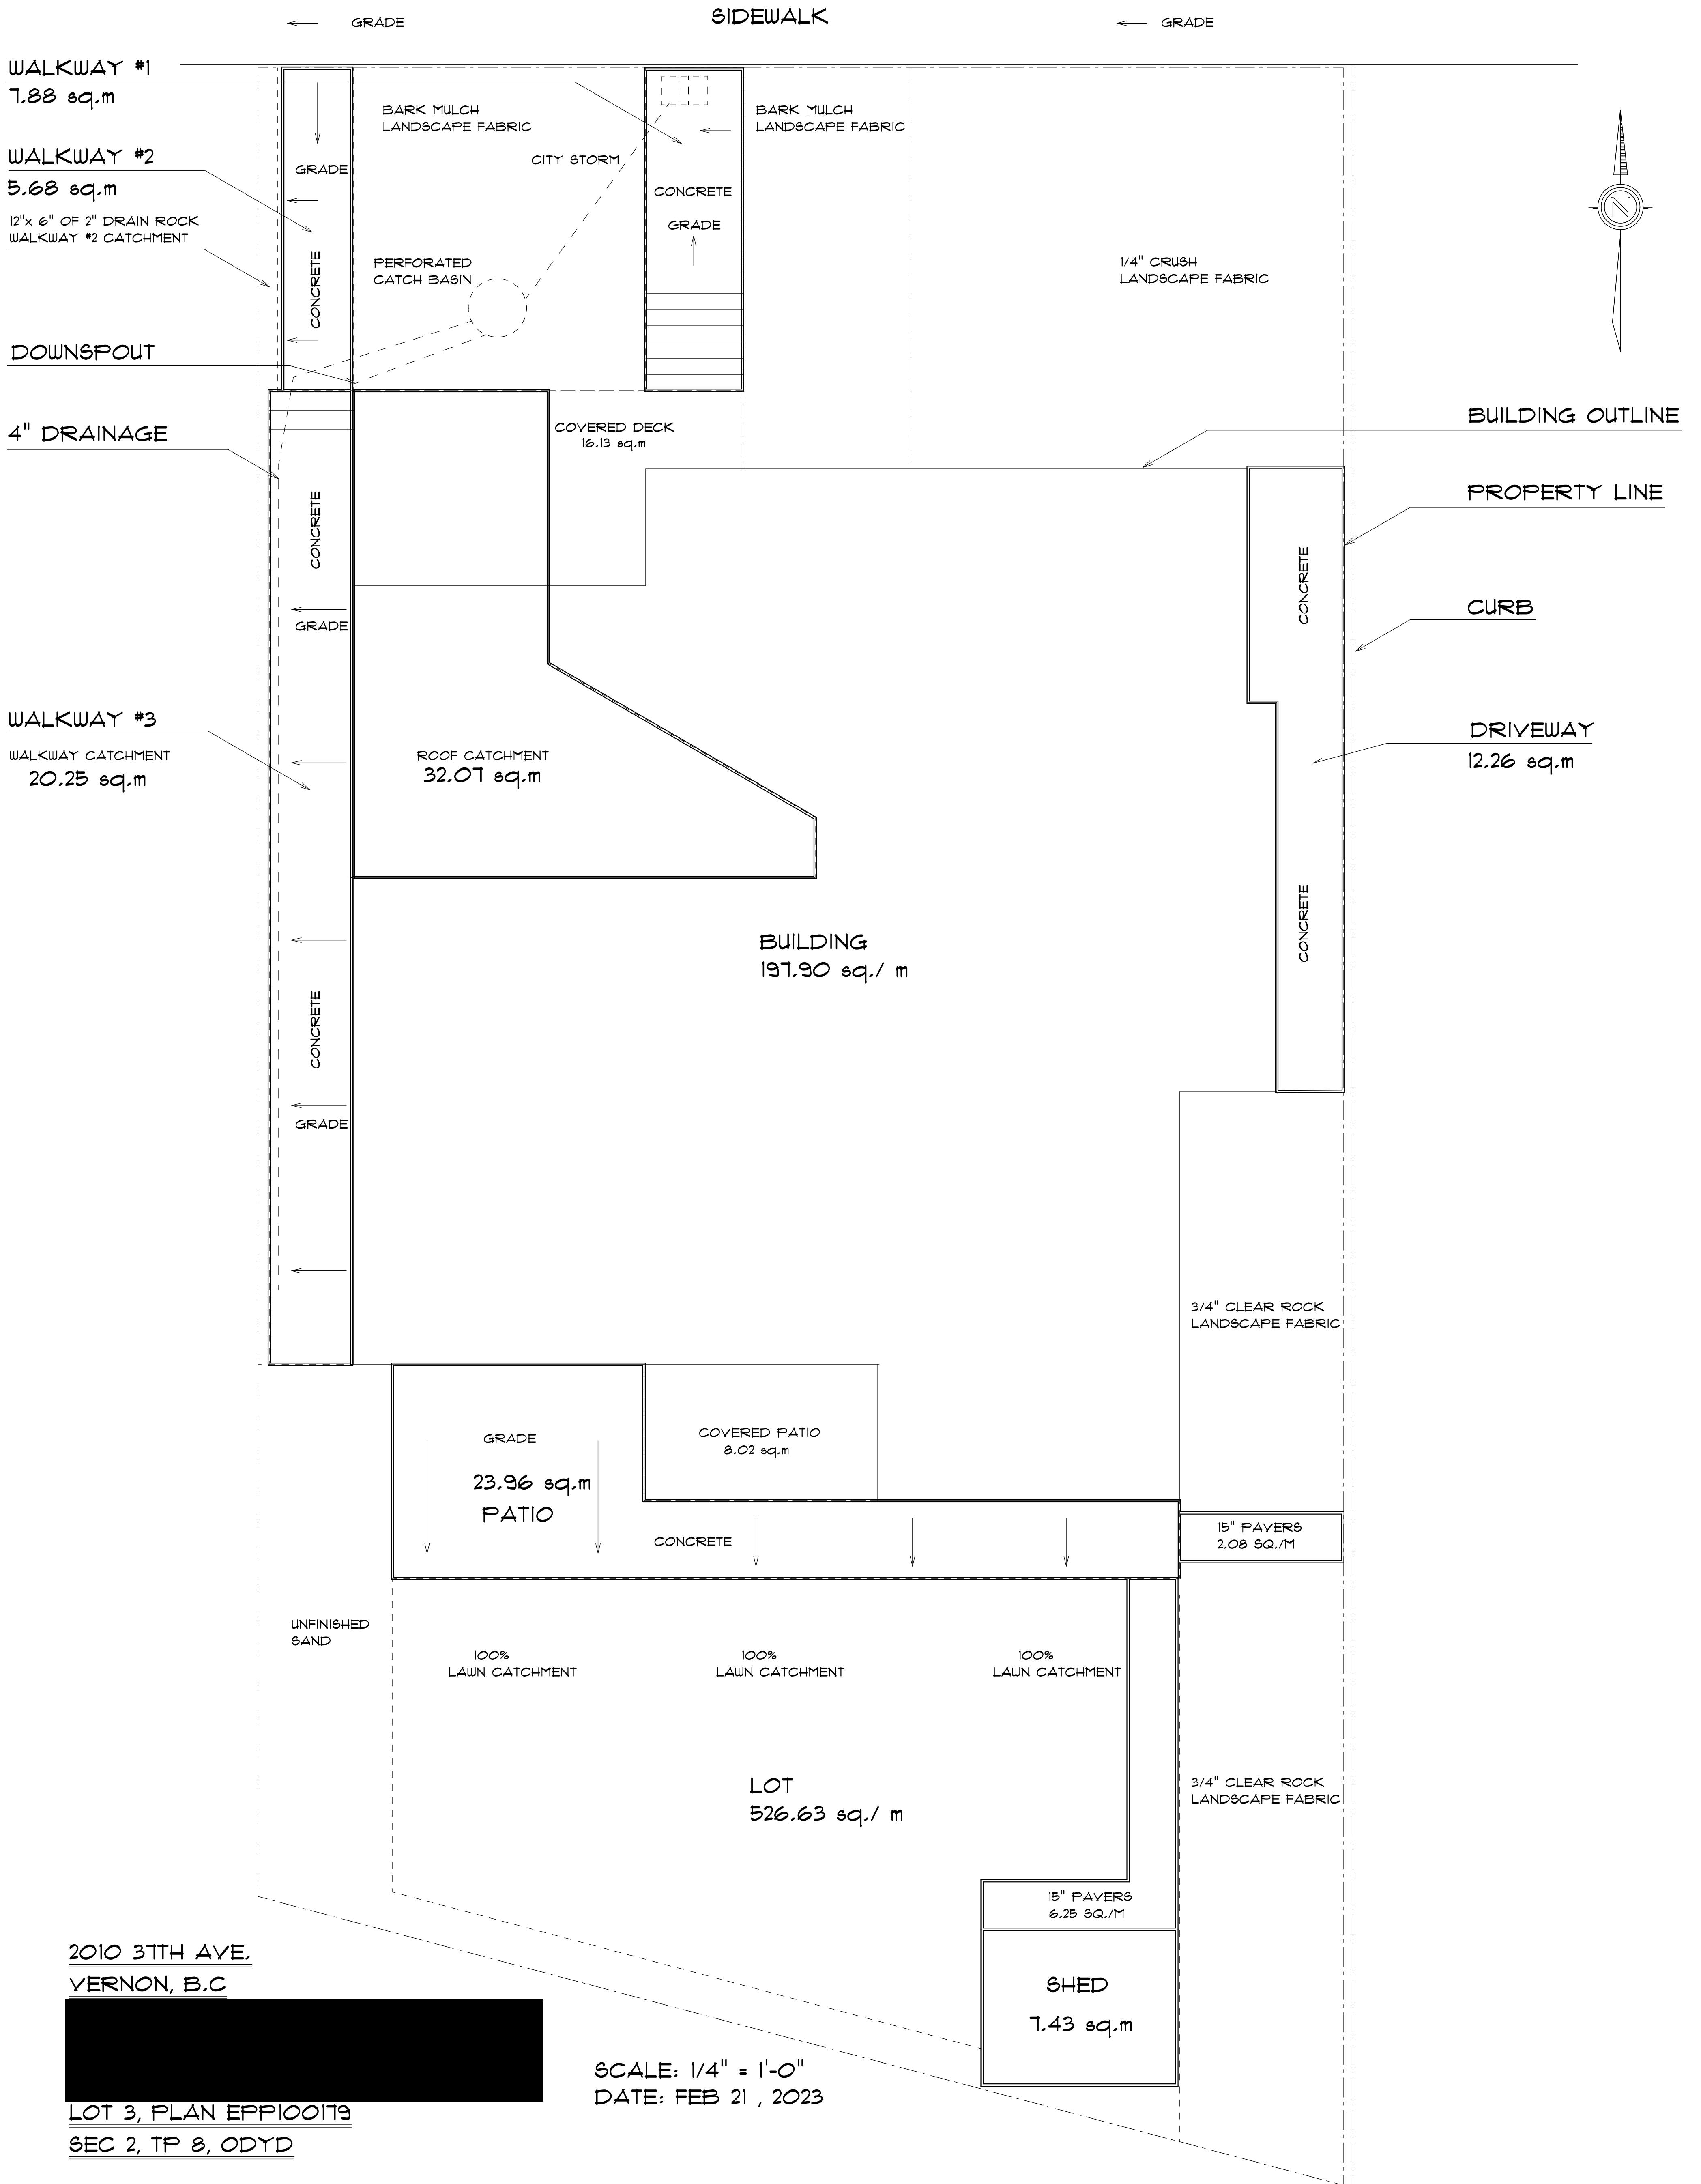 SIDEWALK
GRADE
GRADE
WALKWAY #1
7.88 sq.m
WALKWAY #2
5.68 sq.m
12"x 6" OF 2" DRAIN ROCK
WALKWAY #2 CATCHMENT
DOWNSPOUT
4" DRAINAGE
WALKWAY #3
WALKWAY CATCHMENT
20.25 sq.m
GRADE
CONCRETE
BARK MULCH
LANDSCAPE FABRIC
CITY STORM
PERFORATED
CATCH BASIN
CONCRETE
GRADE
BARK MULCH
LANDSCAPE FABRIC
1/4" CRUSH
LANDSCAPE FABRIC
N
COVERED DECK
16.13 sq.m
BUILDING OUTLINE
PROPERTY LINE
CURB
DRIVEWAY
12.26 sq.m
CONCRETE
GRADE
CONCRETE
ROOF CATCHMENT
32.07 sq.m
BUILDING
197.90 sq./ m
CONCRETE
CONCRETE
GRADE
3/4" CLEAR ROCK
LANDSCAPE FABRIC
GRADE
23.96 sq.m
PATIO
COVERED PATIO
8.02 sq.m
CONCRETE
15" PAVERS
2.08 SQ./M
UNFINISHED
SAND
100%
LAWN CATCHMENT
100%
LAWN CATCHMENT
100%
LAWN CATCHMENT
LOT
526.63 sq./ m
3/4" CLEAR ROCK
LANDSCAPE FABRIC
15" PAVERS
6.25 SQ./M
SHED
7.43 sq.m
2010 37TH AVE.
VERNON, B.C
LOT 3, PLAN EPP100179
SEC 2, TP 8, ODYD
SCALE: 1/4" = 1'-0"
DATE: FEB 21 , 2023